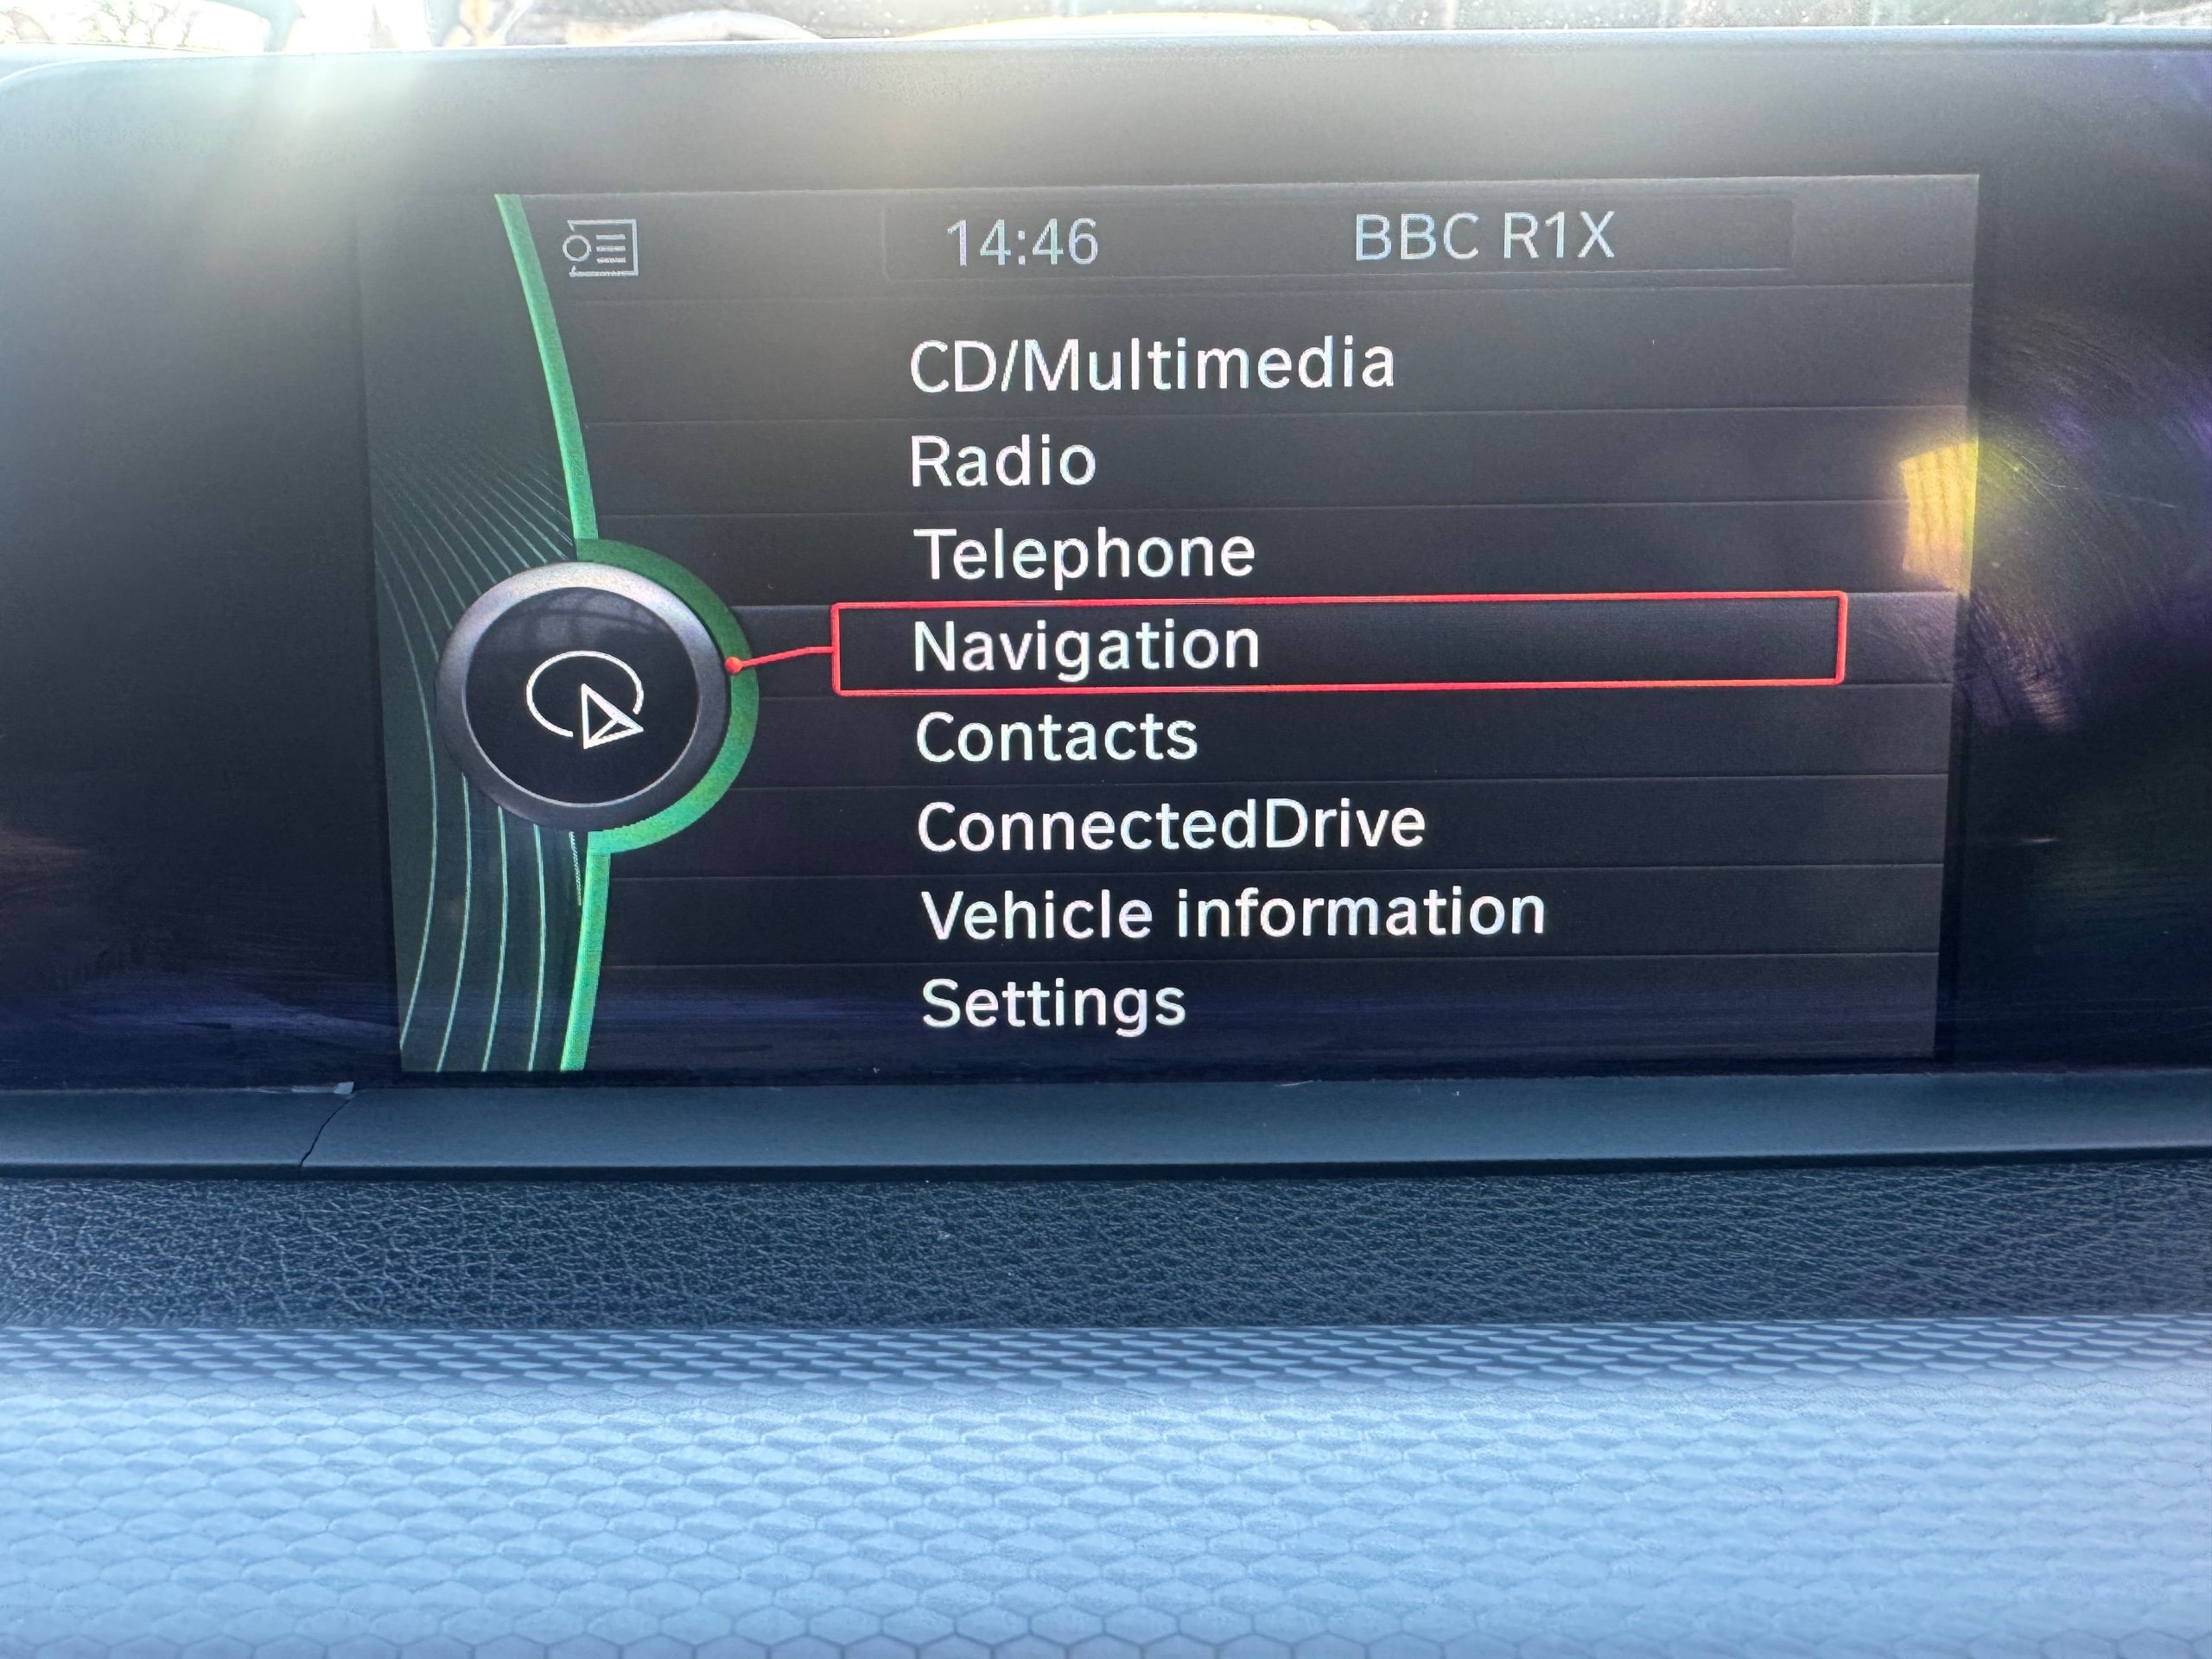 14:46 BBC R1X
CD/Multimedia
Radio
Telephone
Navigation
Contacts
ConnectedDrive
Vehicle information
Settings